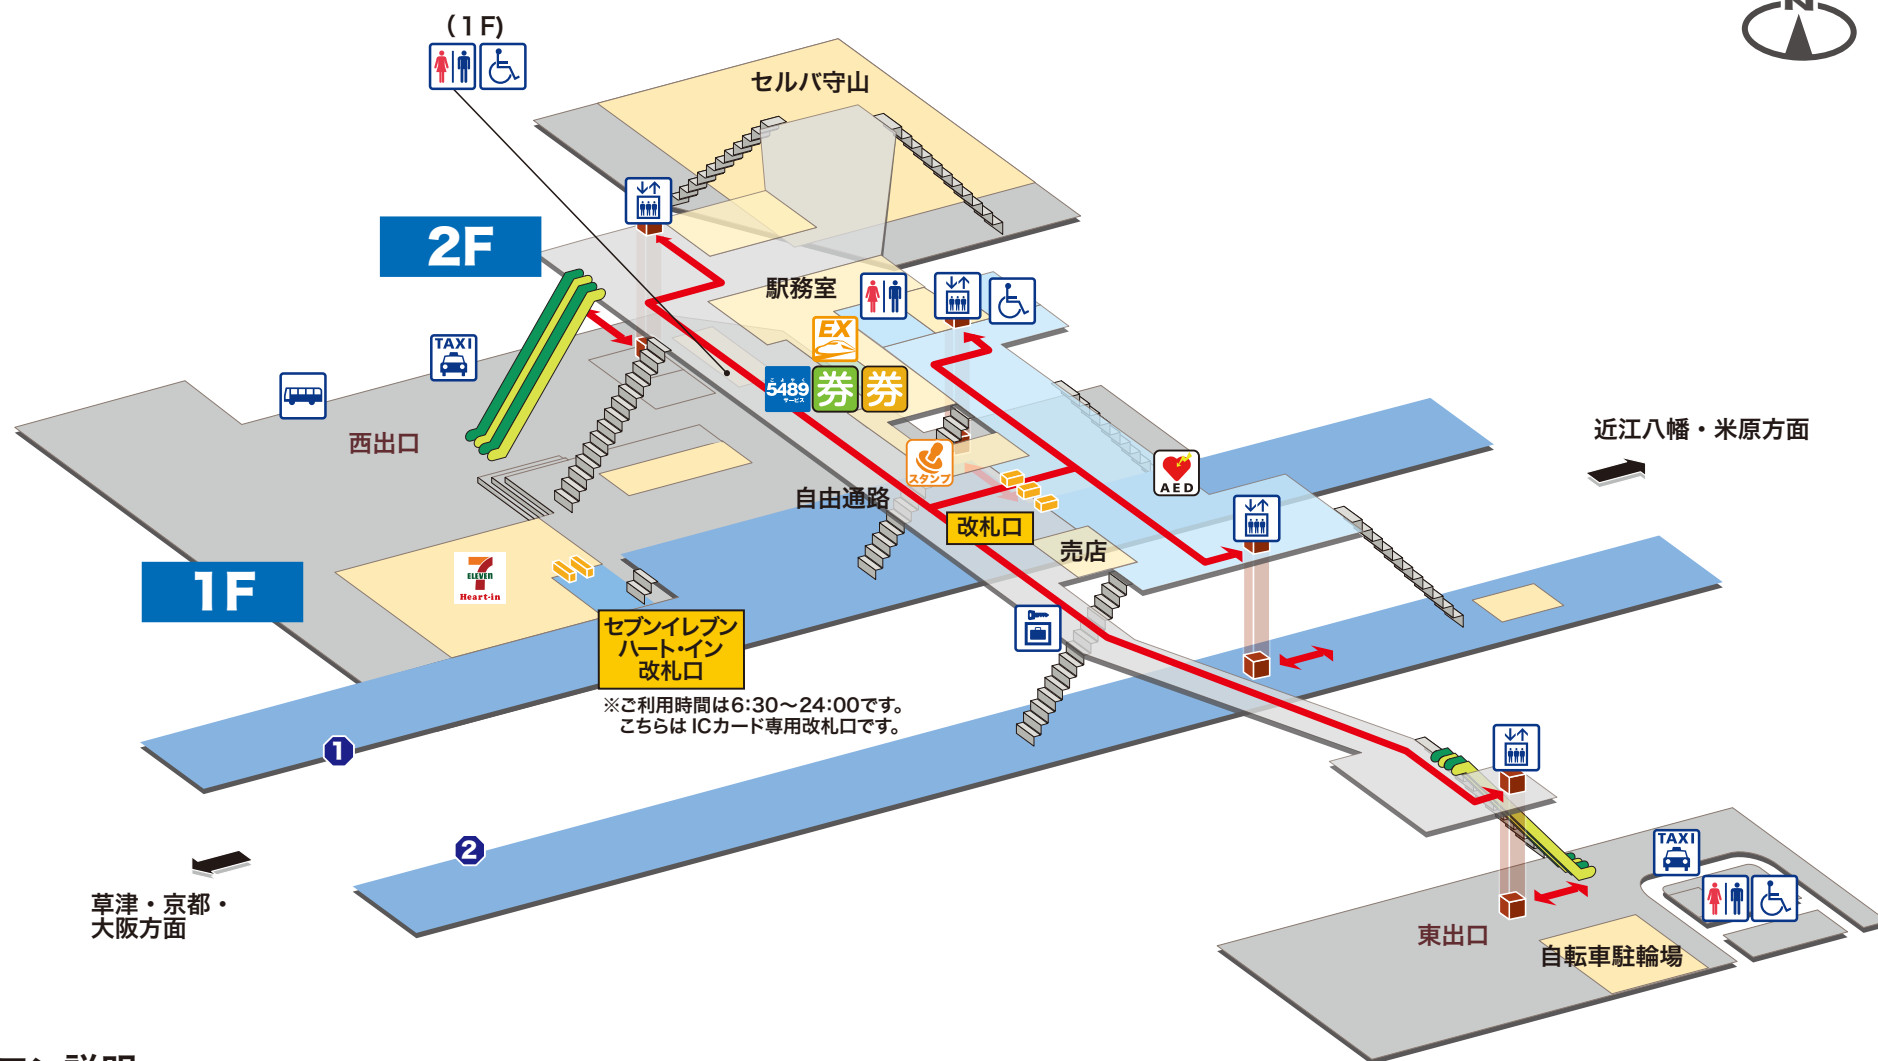 (1F)
N
セルバ守山
2F
駅務室
EX
TAXI
5489
サービス
券
券
西出口
近江八幡・米原方面
スタンプ
AED
自由通路
改札口
売店
1F
7
ELEVEN
Heart-in
セブンイレブン
ハート・イン
改札口
※ご利用時間は6:30〜24:00です。
こちらは ICカード専用改札口です。
1
2
TAXI
草津・京都・
大阪方面
東出口
自転車駐輪場